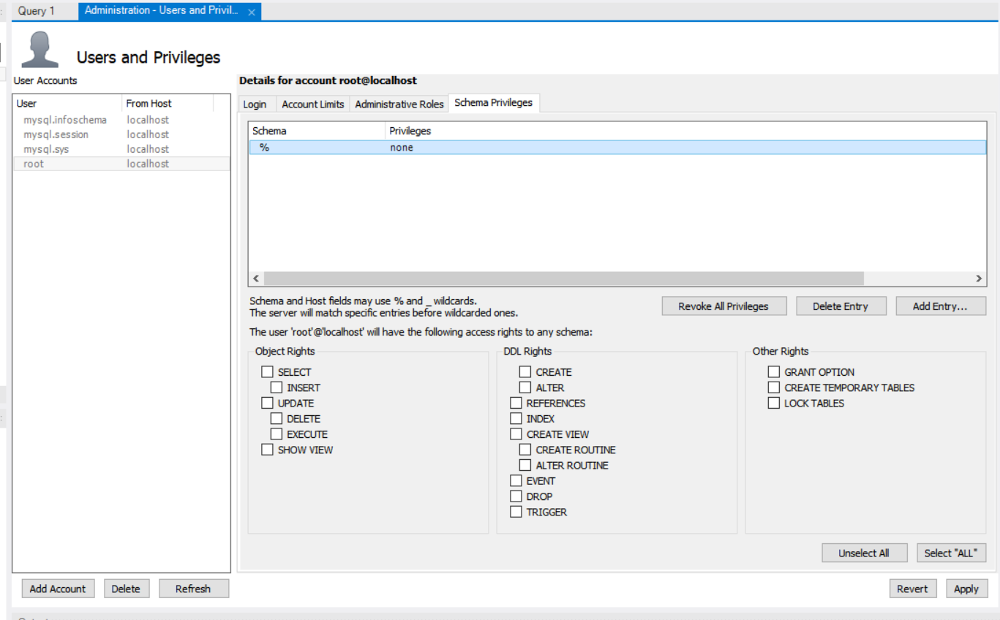 Query 1
Administration - Users and Privil...
Users and Privileges
User Accounts
User From Host
mysql.infoschema localhost
mysql.session localhost
mysql.sys localhost
root localhost
Add Account Delete Refresh
Details for account root@localhost
Login Account Limits Administrative Roles Schema Privileges
Schema Privileges
% none
Schema and Host fields may use % and _ wildcards.
The server will match specific entries before wildcarded ones.
Revoke All Privileges Delete Entry Add Entry...
The user 'root'@'localhost' will have the following access rights to any schema:
Object Rights
SELECT
INSERT
UPDATE
DELETE
EXECUTE
SHOW VIEW
DDL Rights
CREATE
ALTER
REFERENCES
INDEX
CREATE VIEW
CREATE ROUTINE
ALTER ROUTINE
EVENT
DROP
TRIGGER
Other Rights
GRANT OPTION
CREATE TEMPORARY TABLES
LOCK TABLES
Unselect All Select "ALL"
Revert Apply